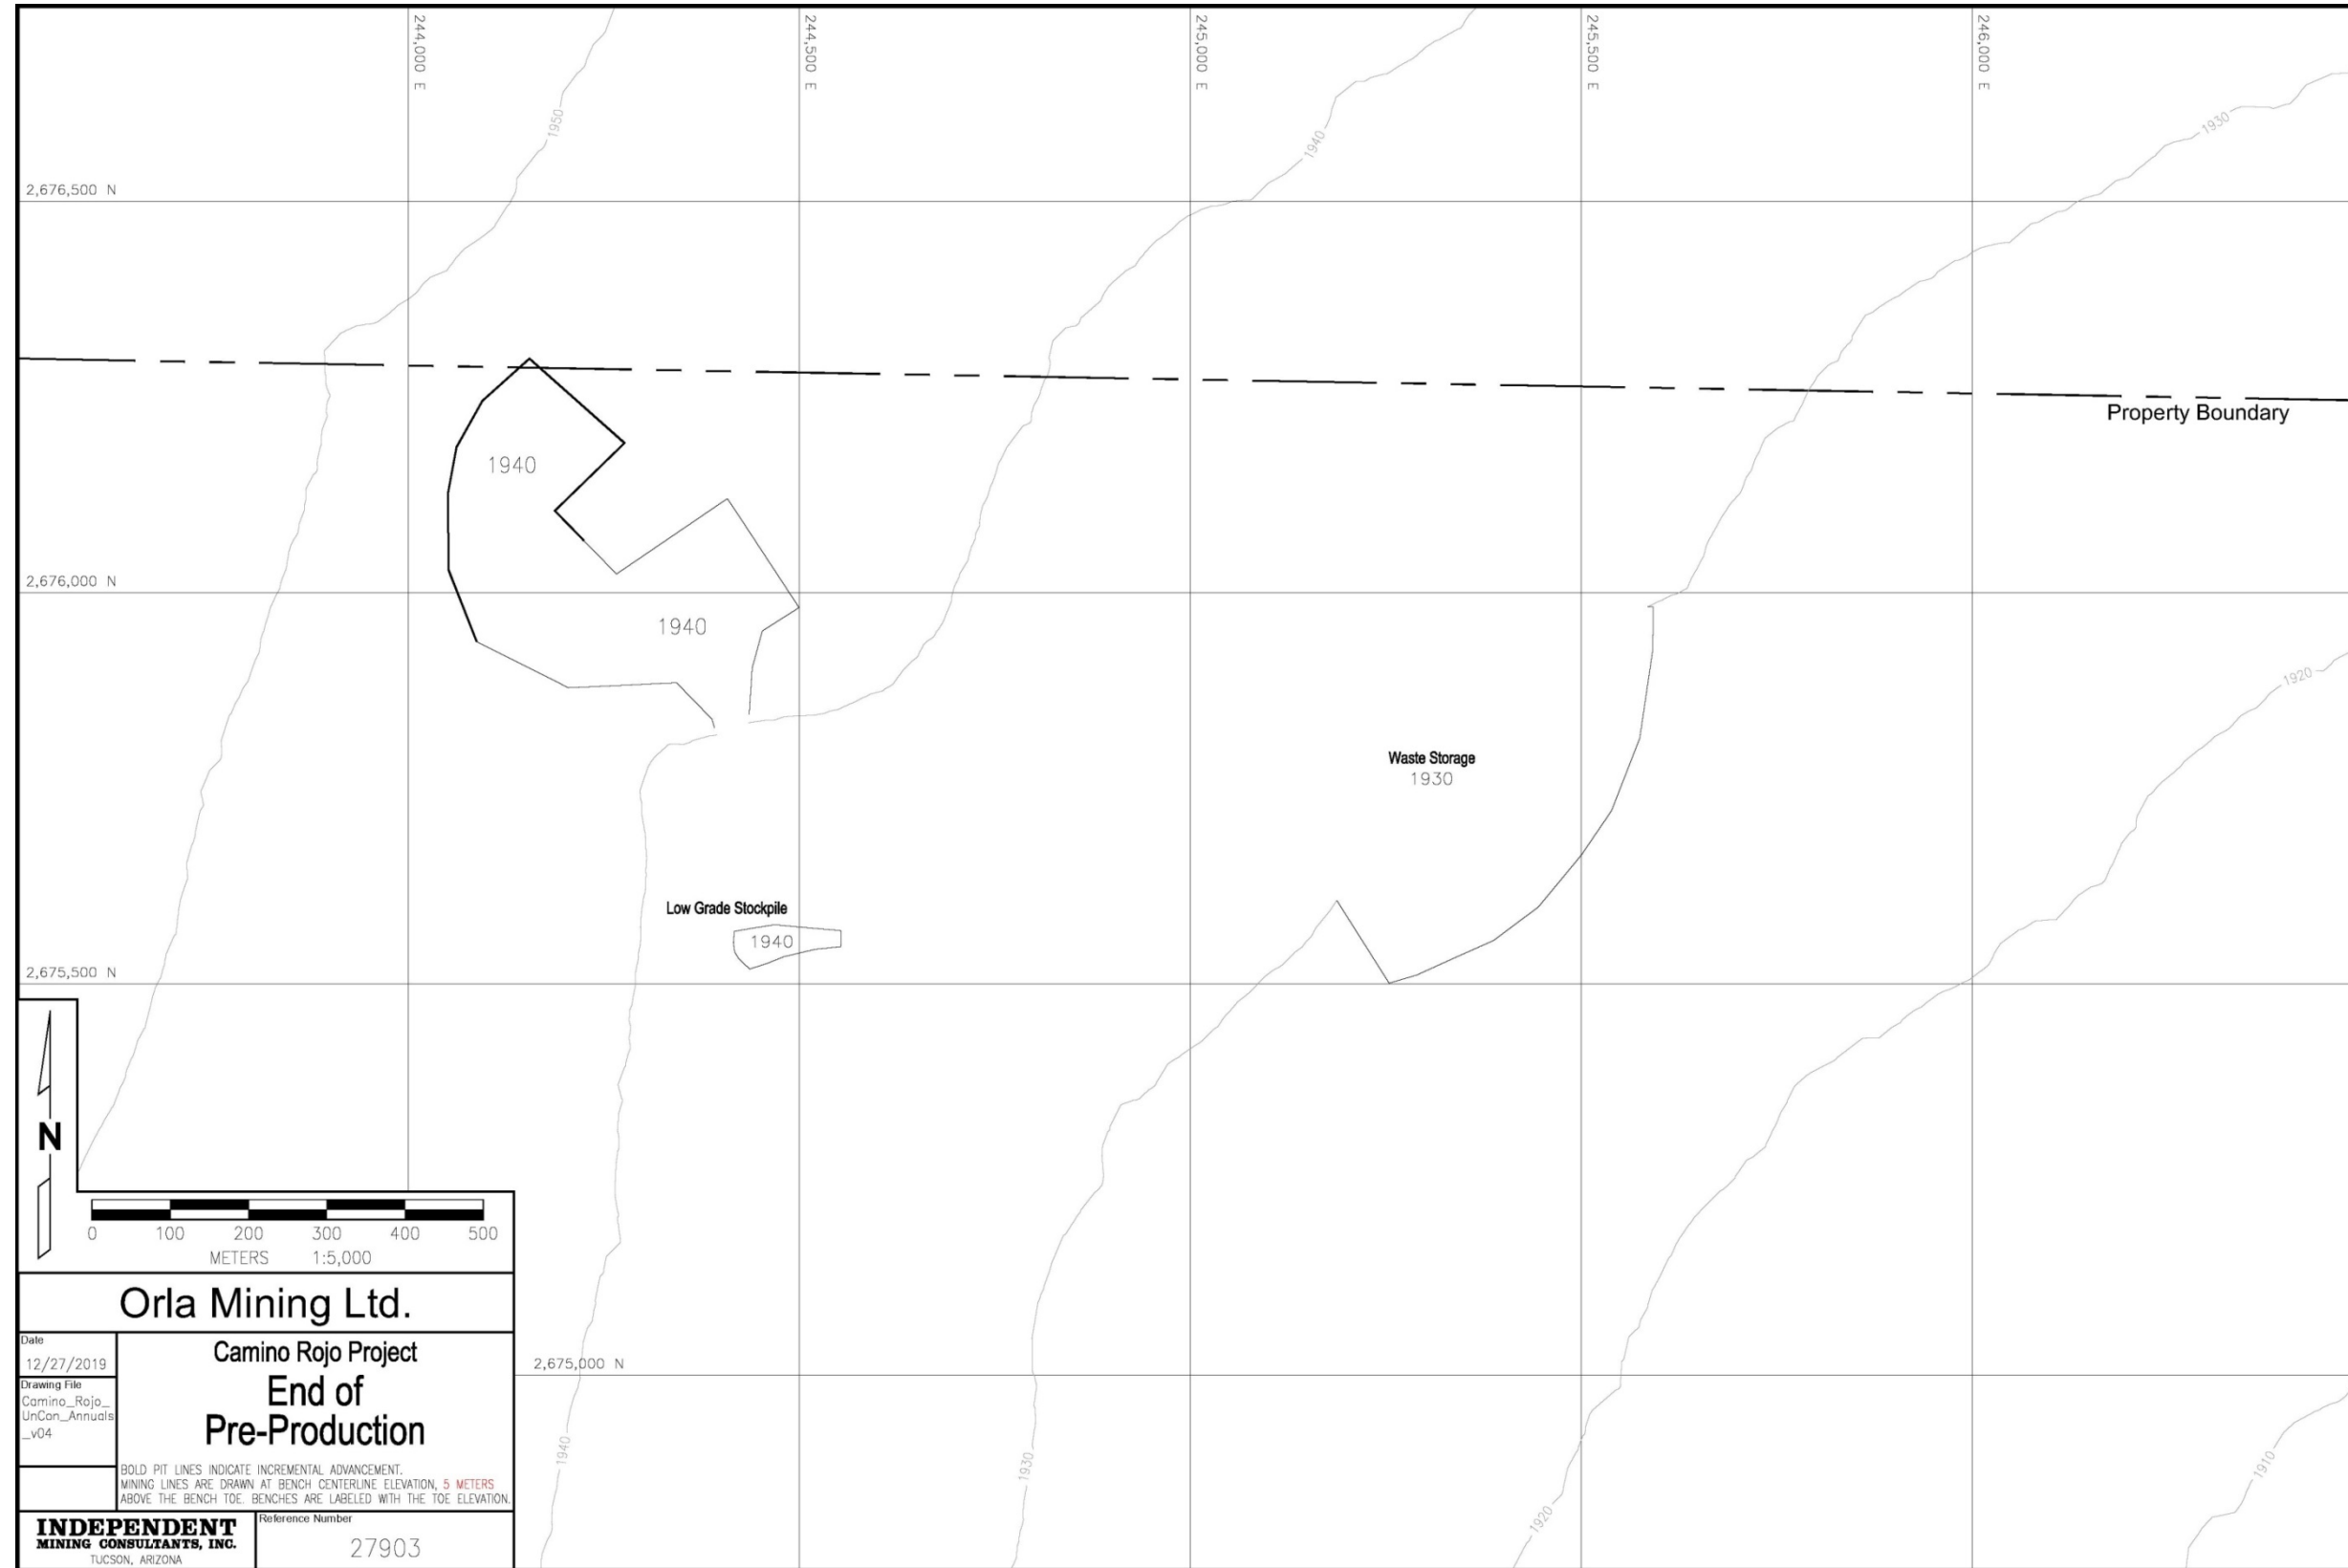 244,000 E
244,500 E
245,000 E
245,500 E
246,000 E
1950
1940
1930
2,676,500 N
Property Boundary
1940
2,676,000 N
1940
1920
Waste Storage
1930
Low Grade Stockpile
1940
2,675,500 N
N
0 100 200 300 400 500
METERS 1:5,000
Orla Mining Ltd.
Date
12/27/2019
Camino Rojo Project
End of
Pre-Production
Drawing File
Camino_Rojo_
UnCon_Annuals
_v04
BOLD PIT LINES INDICATE INCREMENTAL ADVANCEMENT.
MINING LINES ARE DRAWN AT BENCH CENTERLINE ELEVATION, 5 METERS
ABOVE THE BENCH TOE. BENCHES ARE LABELED WITH THE TOE ELEVATION.
INDEPENDENT
MINING CONSULTANTS, INC.
TUCSON, ARIZONA
Reference Number
27903
2,675,000 N
1940
1930
1920
1910